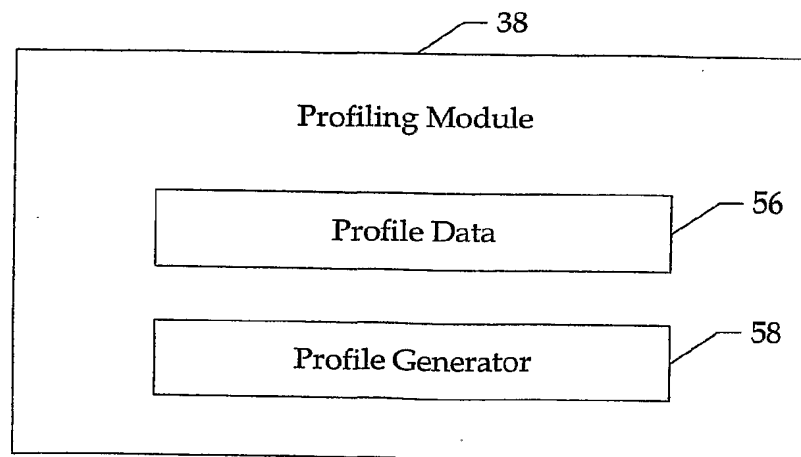 38
Profiling Module
56
Profile Data
58
Profile Generator